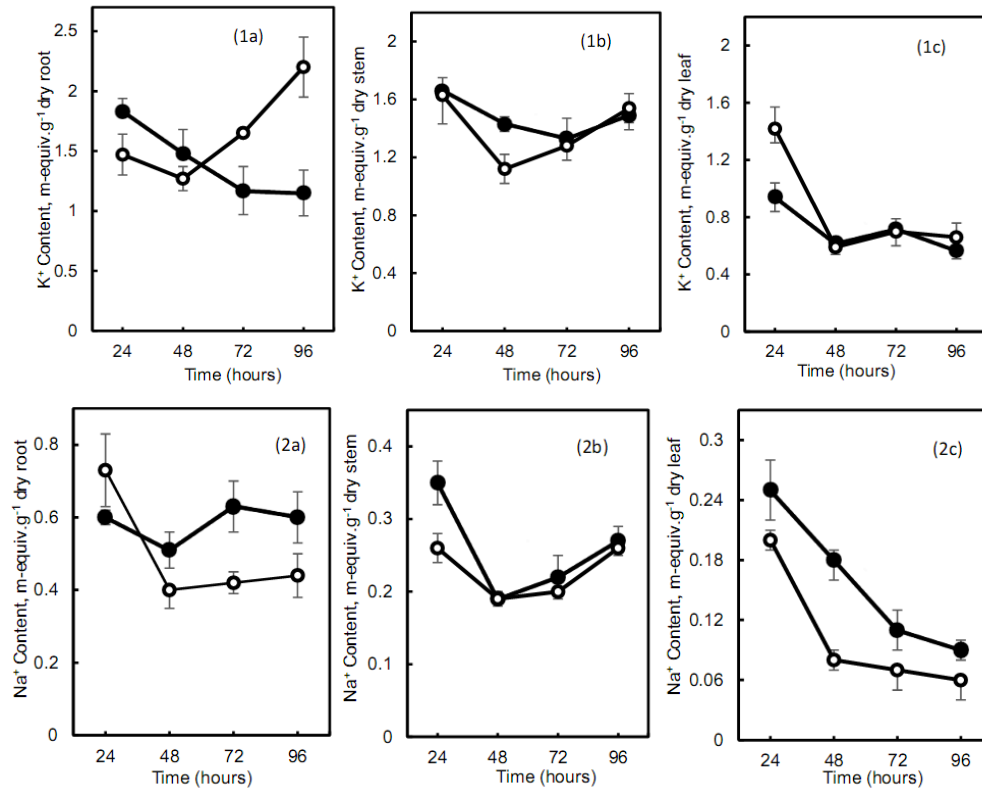 (1a)
K⁺ Content, m-equiv.g⁻¹ dry root
2.5
2
1.5
1
0.5
0
24 48 72 96
Time (hours)
(1b)
K⁺ Content, m-equiv.g⁻¹ dry stem
2
1.6
1.2
0.8
0.4
0
24 48 72 96
Time (hours)
(1c)
K⁺ Content, m-equiv.g⁻¹ dry leaf
2
1.6
1.2
0.8
0.4
0
24 48 72 96
Time (hours)
(2a)
Na⁺ Content, m-equiv.g⁻¹ dry root
0.8
0.6
0.4
0.2
0
24 48 72 96
Time (hours)
(2b)
Na⁺ Content, m-equiv.g⁻¹ dry stem
0.4
0.3
0.2
0.1
0
24 48 72 96
Time (hours)
(2c)
Na⁺ Content, m-equiv.g⁻¹ dry leaf
0.3
0.24
0.18
0.12
0.06
0
24 48 72 96
Time (hours)